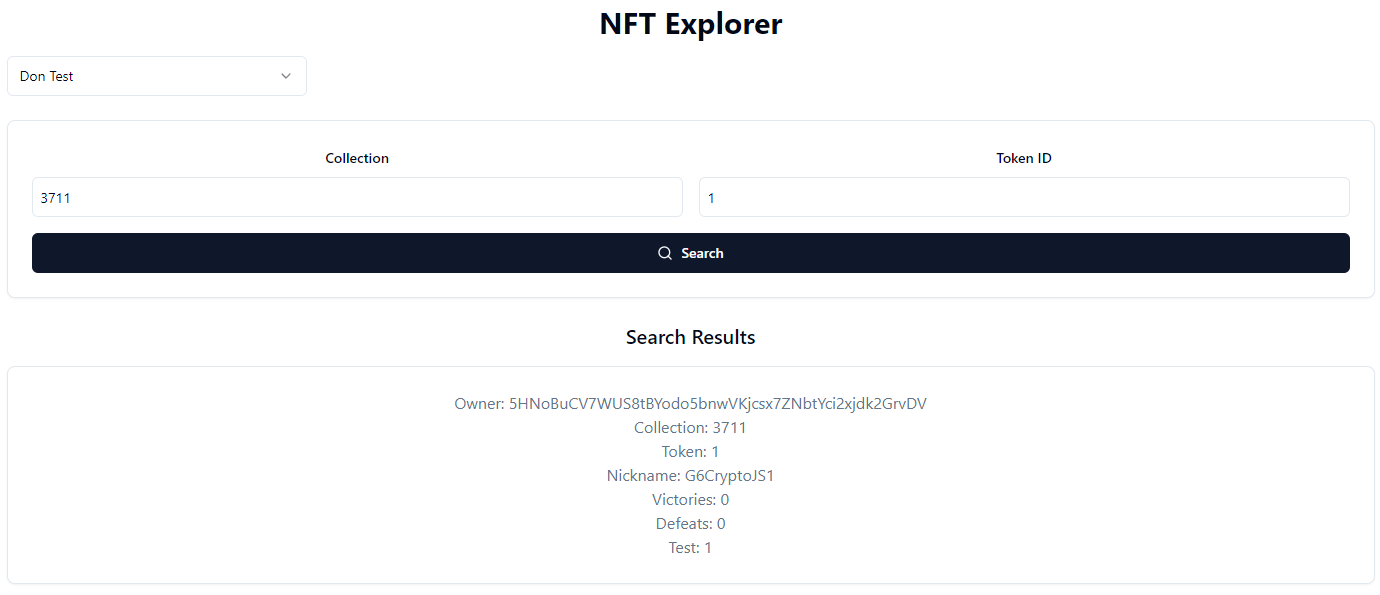 NFT Explorer
Don Test
Collection
Token ID
3711
1
Search
Search Results
Owner: 5HNoBuCV7WUS8tBYodo5bnwVKjcsx7ZNbtYci2xjdk2GrvDV
Collection: 3711
Token: 1
Nickname: G6CryptoJS1
Victories: 0
Defeats: 0
Test: 1